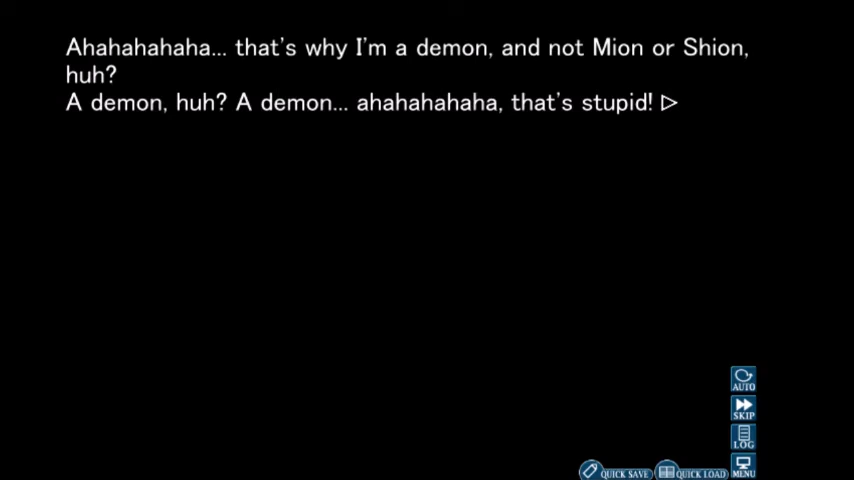 Ahahahahaha... that's why I'm a demon, and not Mion or Shion,
huh?
A demon, huh? A demon... ahahahahaha, that's stupid!
AUTO
SKIP
LOG
QUICK SAVE QUICK LOAD MENU